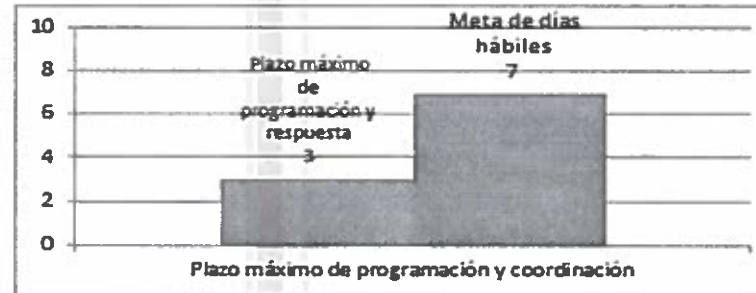 10
8
6
4
2
0
Plazo máximo
de
programación y
respuesta
3
Meta de dias
hábiles
7
Plazo máximo de programación y coordinación